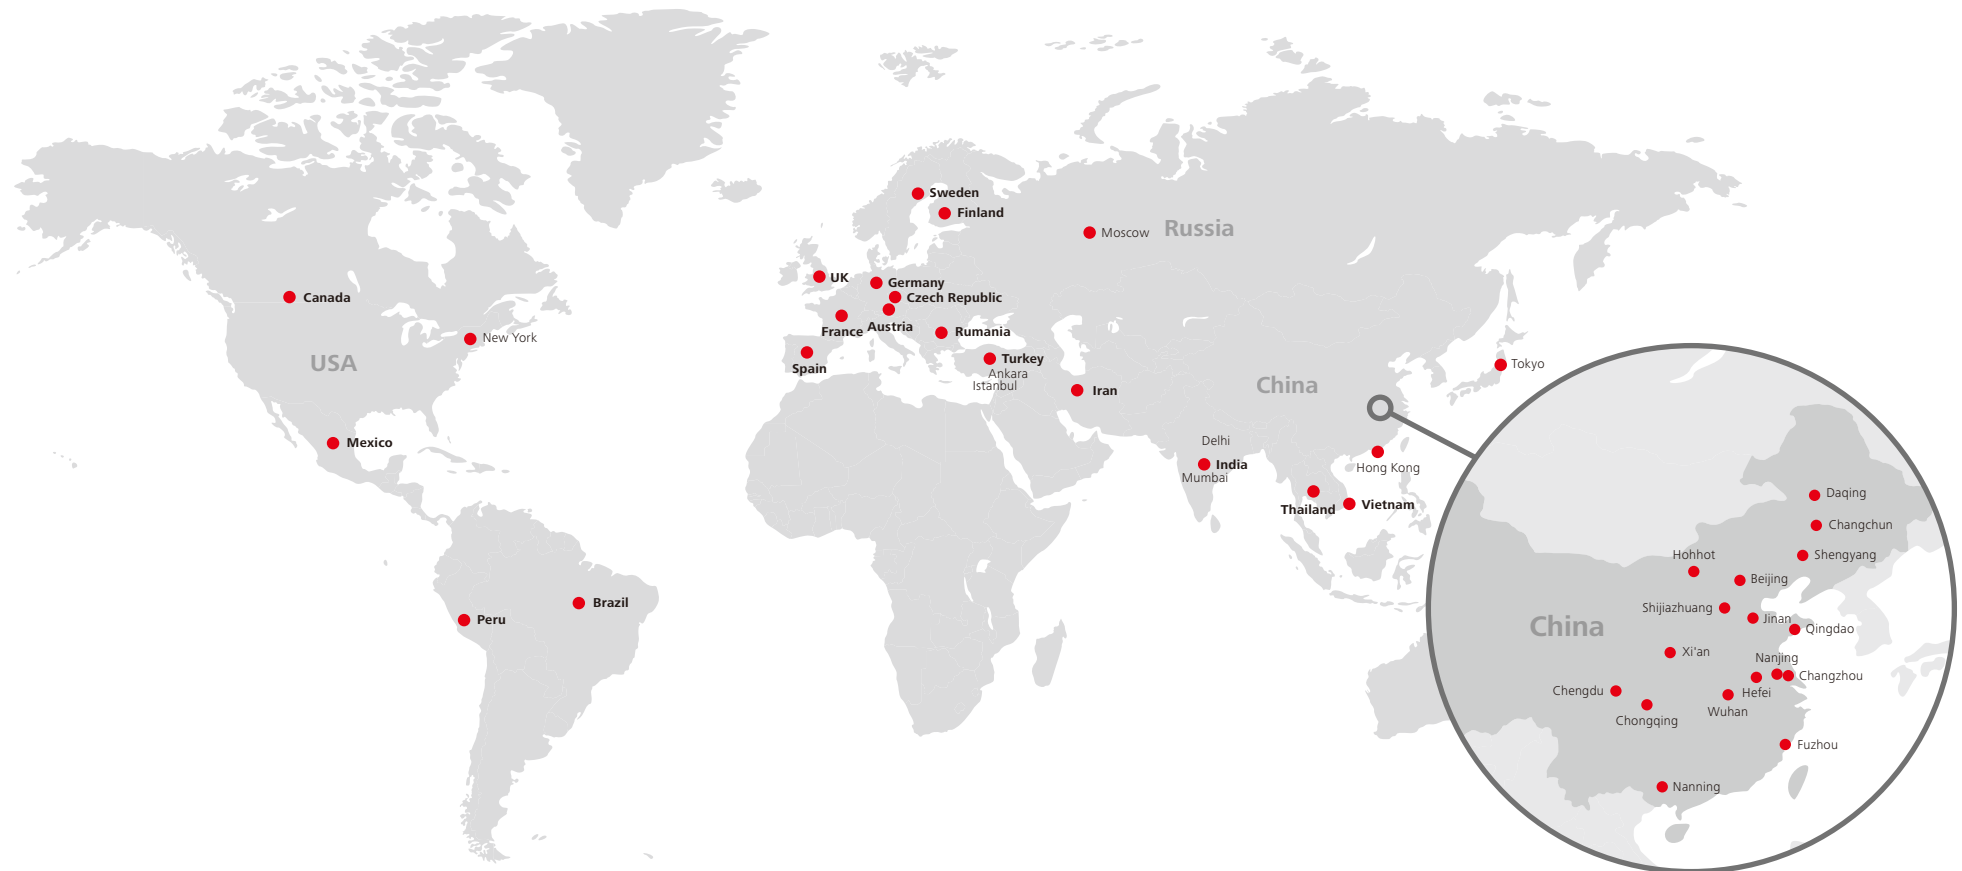 Sweden
Finland
Moscow
Russia
UK
Germany
Czech Republic
Canada
France
Austria
Rumania
New York
USA
Spain
Turkey
Ankara
Istanbul
Iran
China
Tokyo
Mexico
Delhi
India
Mumbai
Hong Kong
Thailand
Vietnam
Brazil
Peru
Daqing
Changchun
Hohhot
Shengyang
Beijing
Shijiazhuang
Jinan
China
Qingdao
Xi'an
Nanjing
Changzhou
Chengdu
Hefei
Wuhan
Chongqing
Fuzhou
Nanning